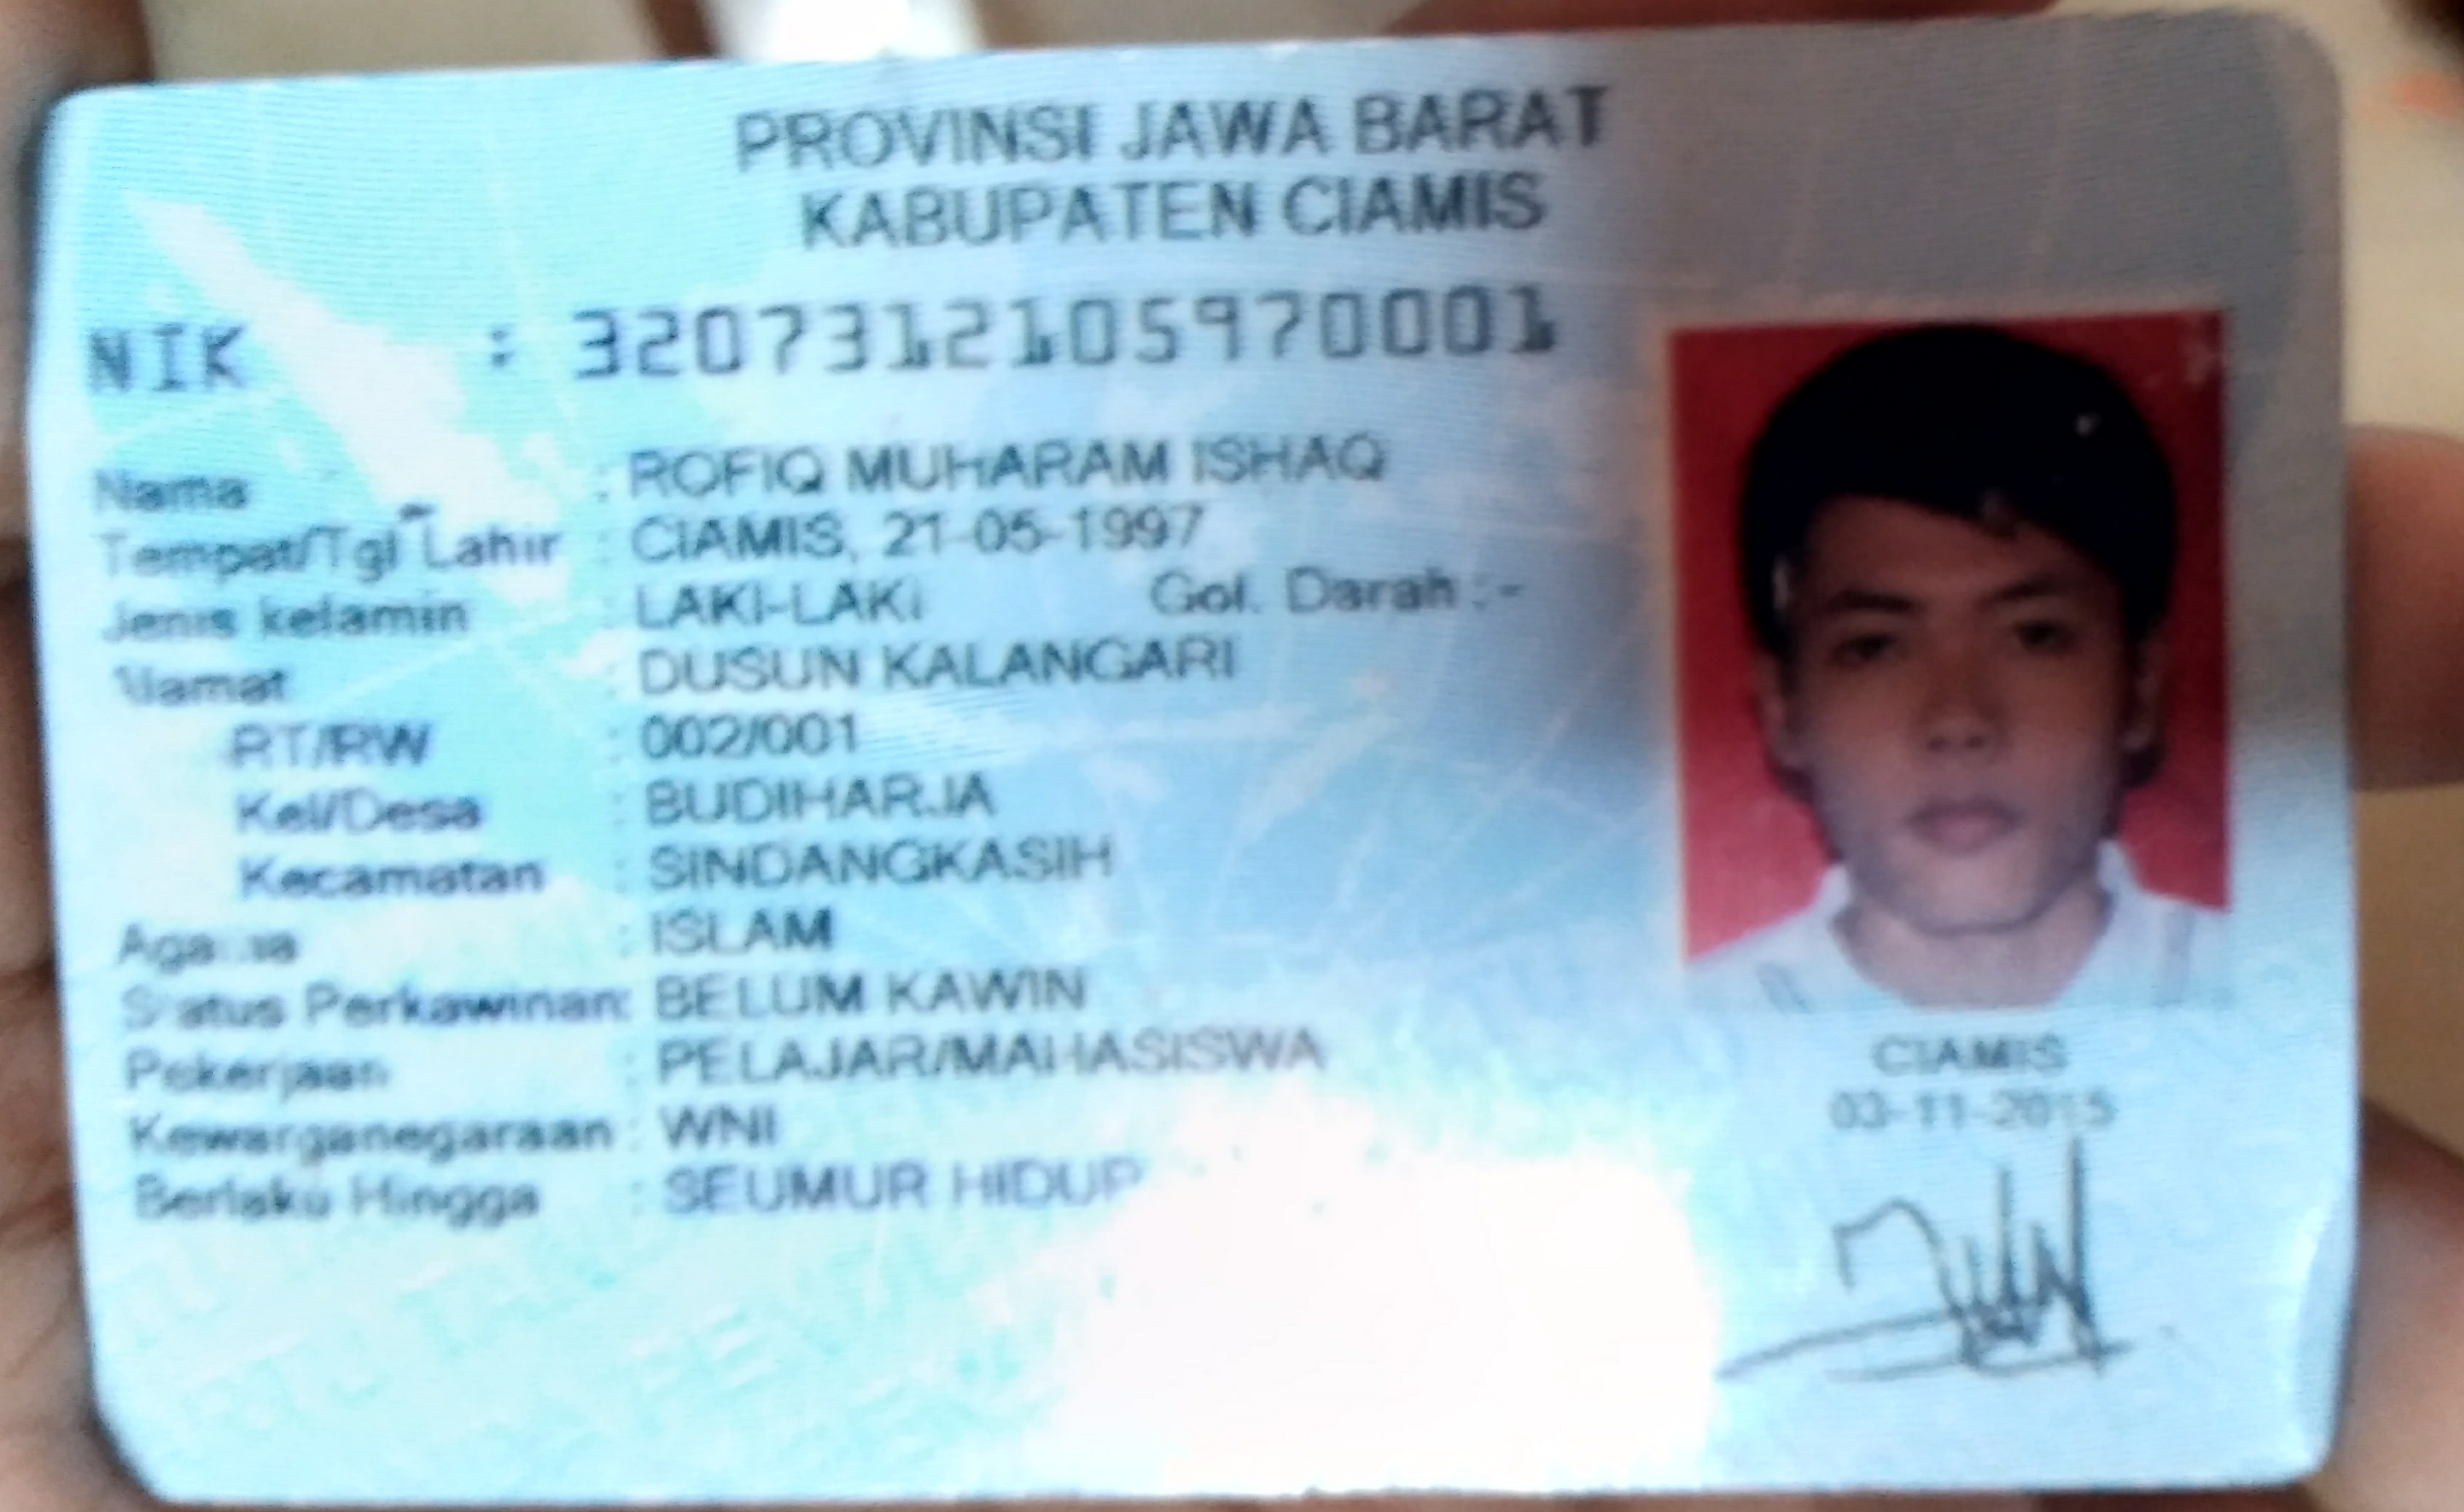 PROVINSI JAWA BARAT
KABUPATEN CIAMIS
NIK : 3207312105970001
Nama : ROFIQ MUHARAM ISHAQ
Tempat/Tgl Lahir : CIAMIS, 21-05-1997
Jenis kelamin : LAKI-LAKI Gol. Darah : -
Alamat : DUSUN KALANGARI
RT/RW : 002/001
Kel/Desa : BUDIHARJA
Kecamatan : SINDANGKASIH
Agama : ISLAM
Status Perkawinan: BELUM KAWIN
Pekerjaan : PELAJAR/MAHASISWA
Kewarganegaraan : WNI
Berlaku Hingga : SEUMUR HIDUP
CIAMIS
03-11-2015